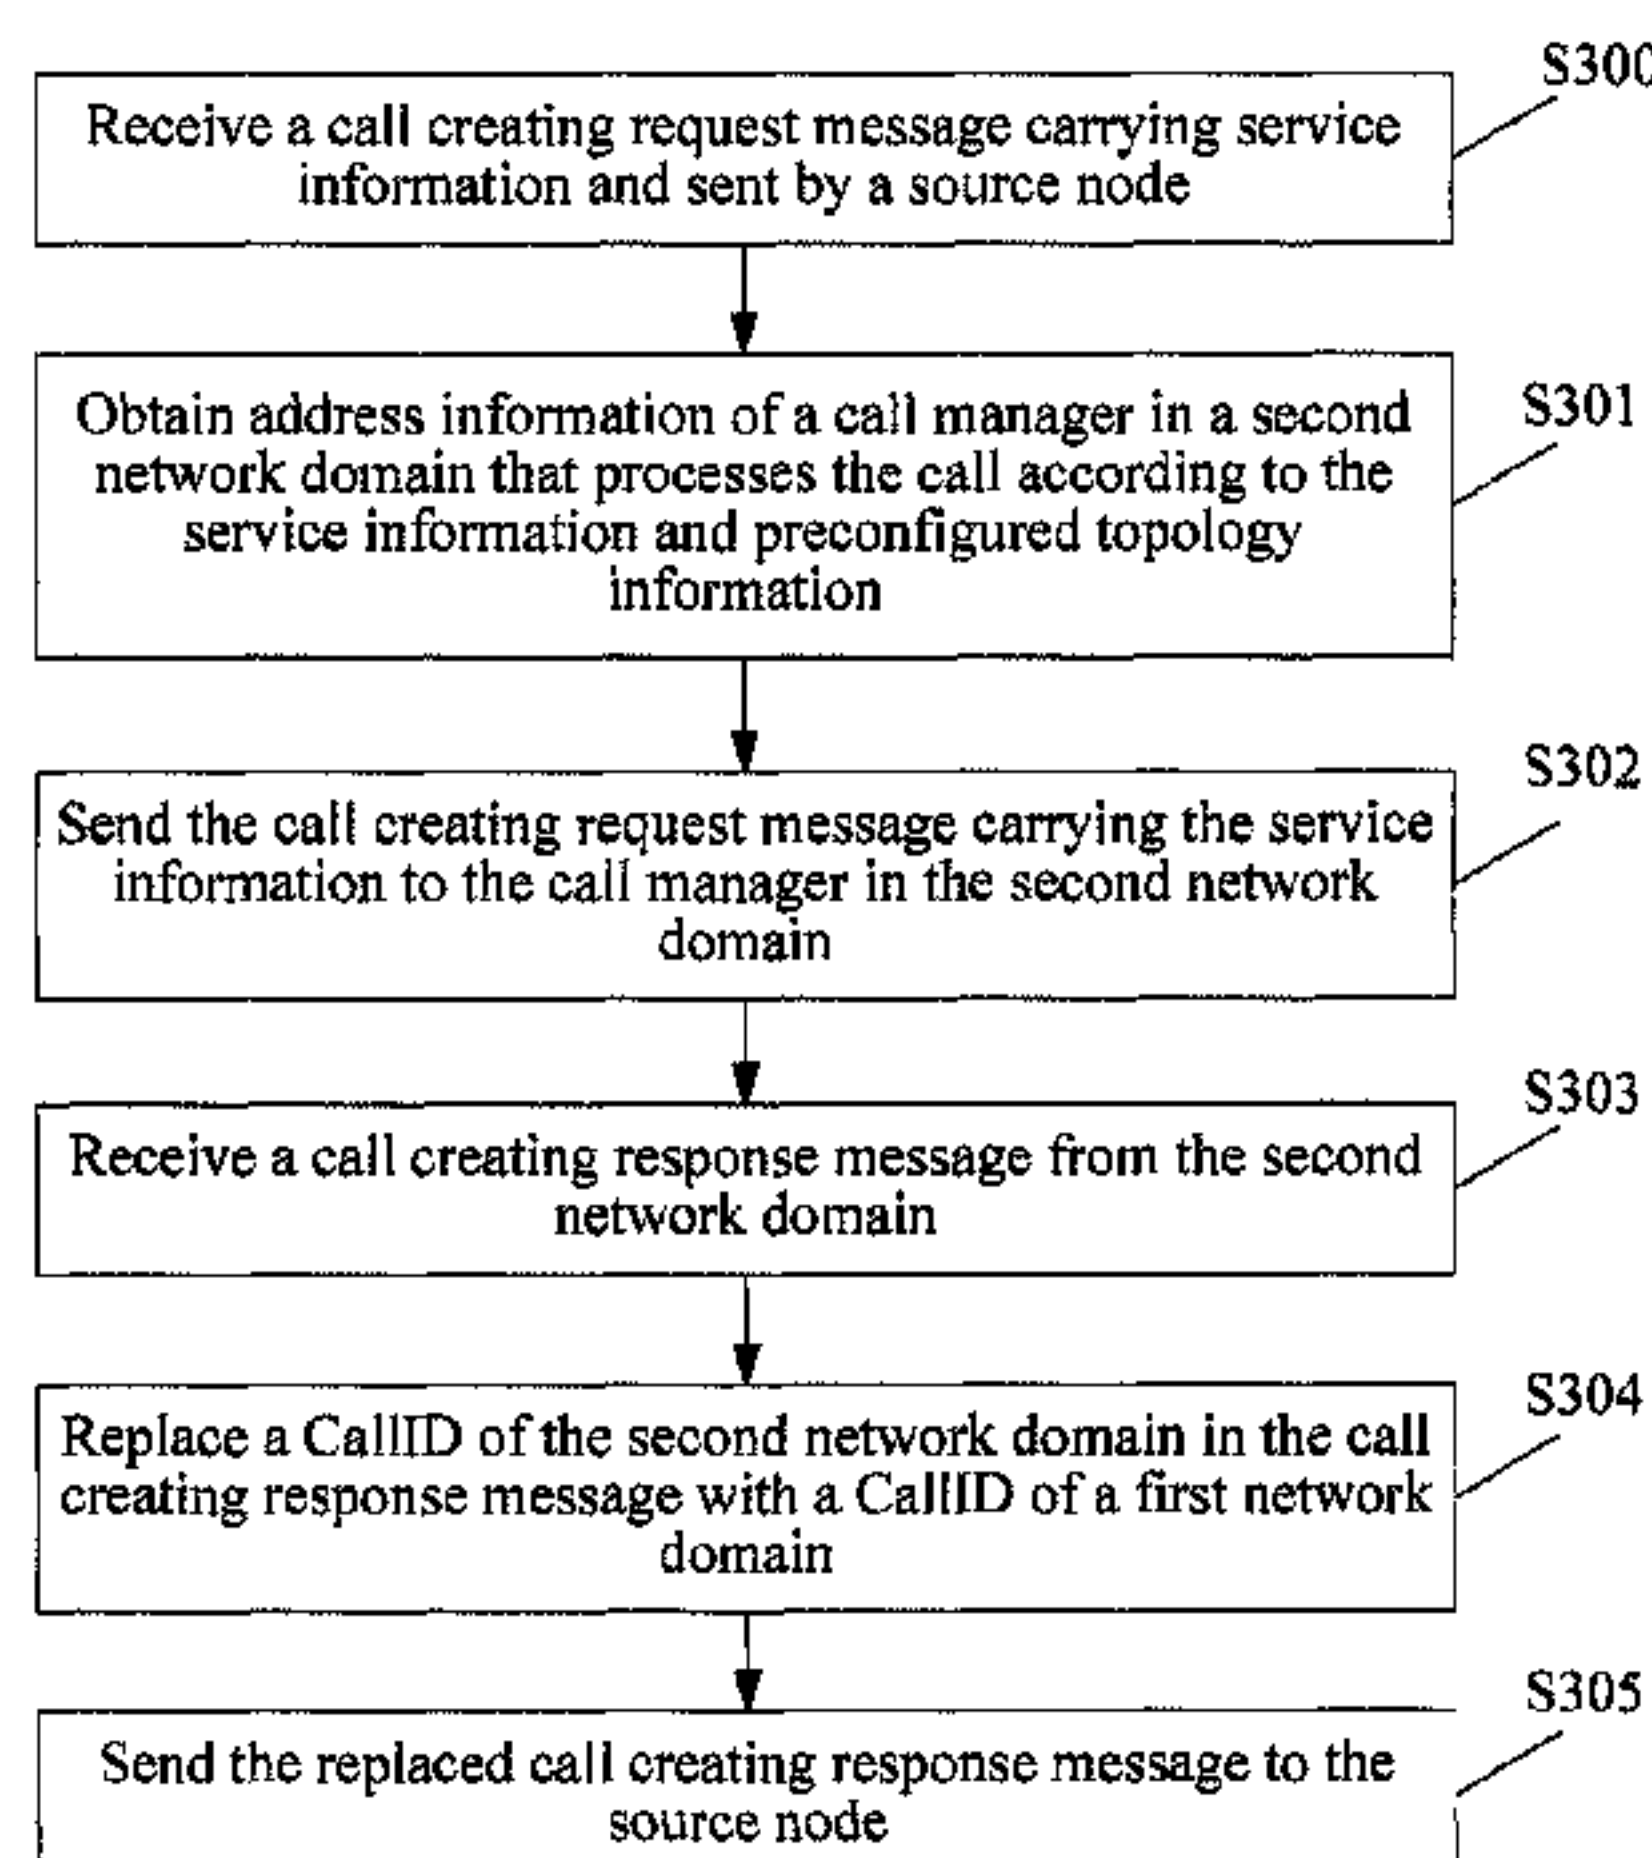 S300
Receive a call creating request message carrying service
information and sent by a source node
S301
Obtain address information of a call manager in a second
network domain that processes the call according to the
service information and preconfigured topology
information
S302
Send the call creating request message carrying the service
information to the call manager in the second network
domain
S303
Receive a call creating response message from the second
network domain
S304
Replace a CallID of the second network domain in the call
creating response message with a CallID of a first network
domain
S305
Send the replaced call creating response message to the
source node